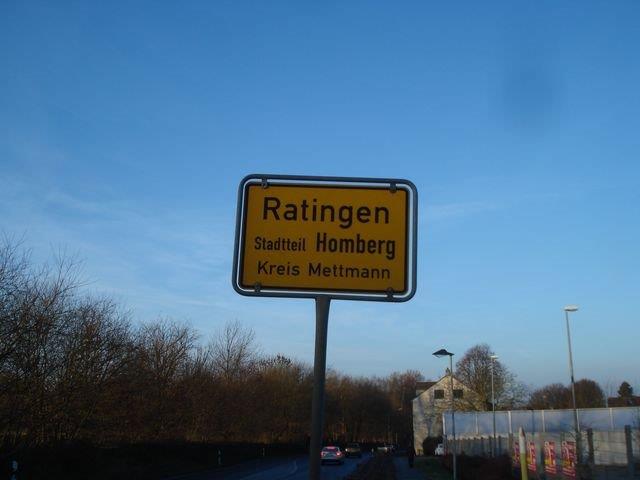 Ratingen
Stadtteil Homberg
Kreis Mettmann